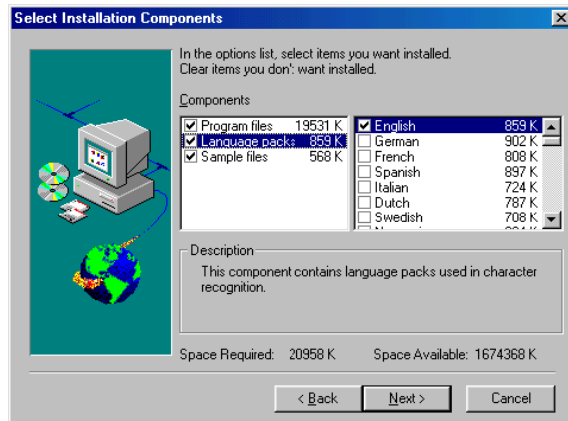 Select Installation Components
In the options list, select items you want installed.
Clear items you don': want installed.
Components
Program files 19531 K
Language packs 859 K
Sample files 568 K
English 859 K
German 902 K
French 808 K
Spanish 897 K
Italian 724 K
Dutch 787 K
Swedish 708 K
Description
This component contains language packs used in character
recognition.
Space Required: 20958 K Space Available: 1674368 K
< Back Next > Cancel